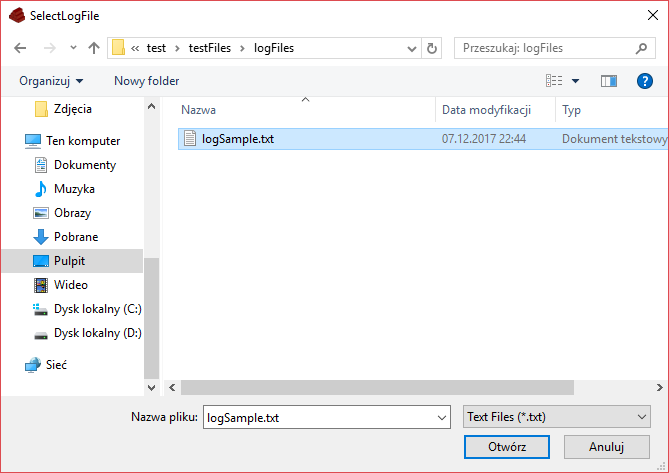 SelectLogFile
« test › testFiles › logFiles
Przeszukaj: logFiles
Organizuj
Nowy folder
?
Zdjęcia
Ten komputer
Dokumenty
Muzyka
Obrazy
Pobrane
Pulpit
Wideo
Dysk lokalny (C:)
Dysk lokalny (D:)
Sieć
Nazwa Data modyfikacji Typ
logSample.txt 07.12.2017 22:44 Dokument tekstowy
Nazwa pliku: logSample.txt Text Files (*.txt)
Otwórz Anuluj